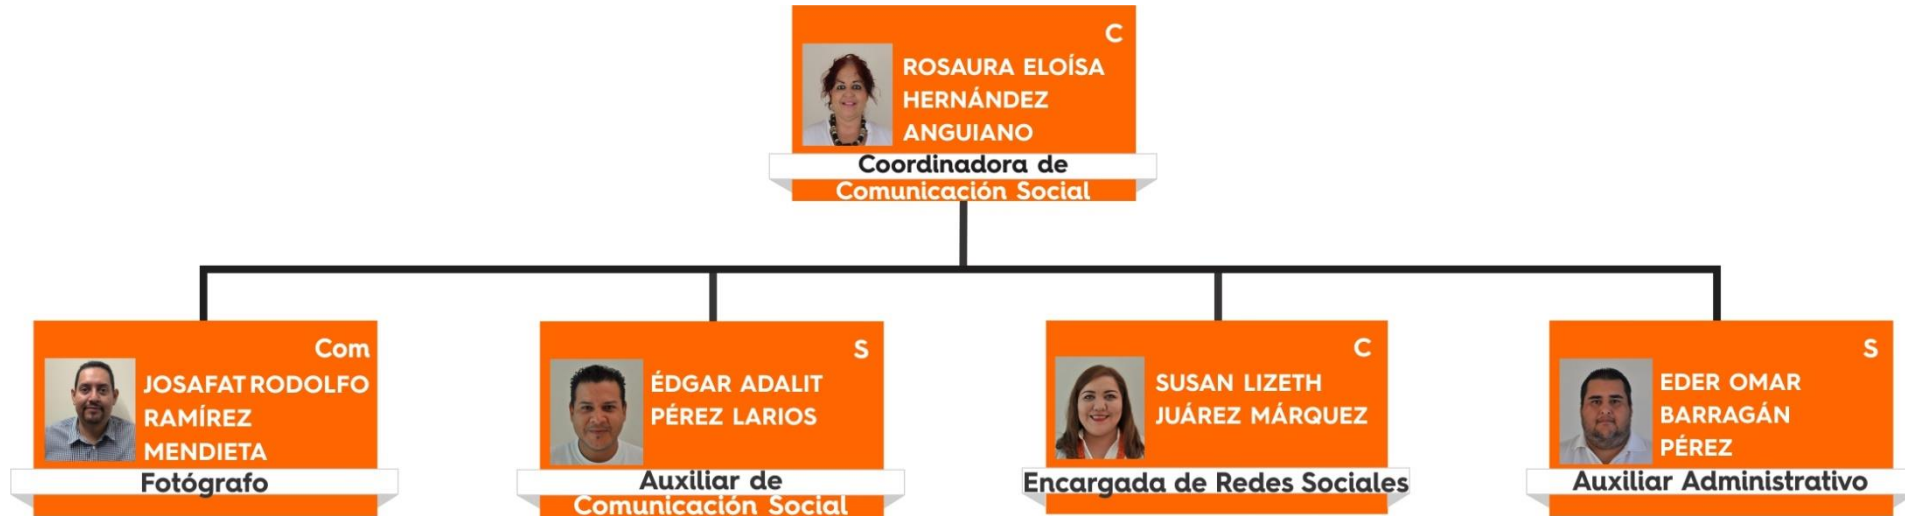 C
ROSAURA ELOÍSA
HERNÁNDEZ
ANGUIANO
Coordinadora de
Comunicación Social
Com
JOSAFAT RODOLFO
RAMÍREZ
MENDIETA
Fotógrafo
S
ÉDGAR ADALIT
PÉREZ LARIOS
Auxiliar de
Comunicación Social
C
SUSAN LIZETH
JUÁREZ MÁRQUEZ
Encargada de Redes Sociales
S
EDER OMAR
BARRAGÁN
PÉREZ
Auxiliar Administrativo